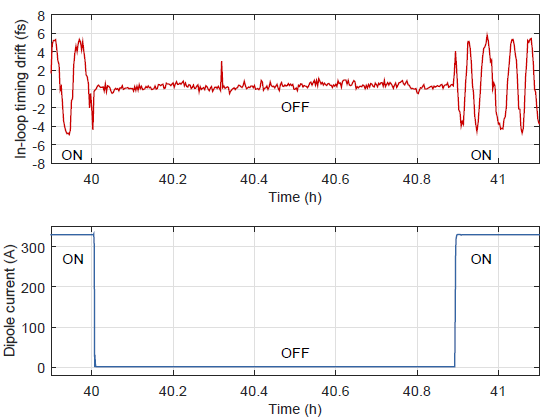 In-loop timing drift (fs)
8
6
4
2
0
-2
-4
-6
-8
OFF
ON
ON
40
40.2
40.4
40.6
40.8
41
Time (h)
Dipole current (A)
300
200
100
0
ON
ON
OFF
40
40.2
40.4
40.6
40.8
41
Time (h)